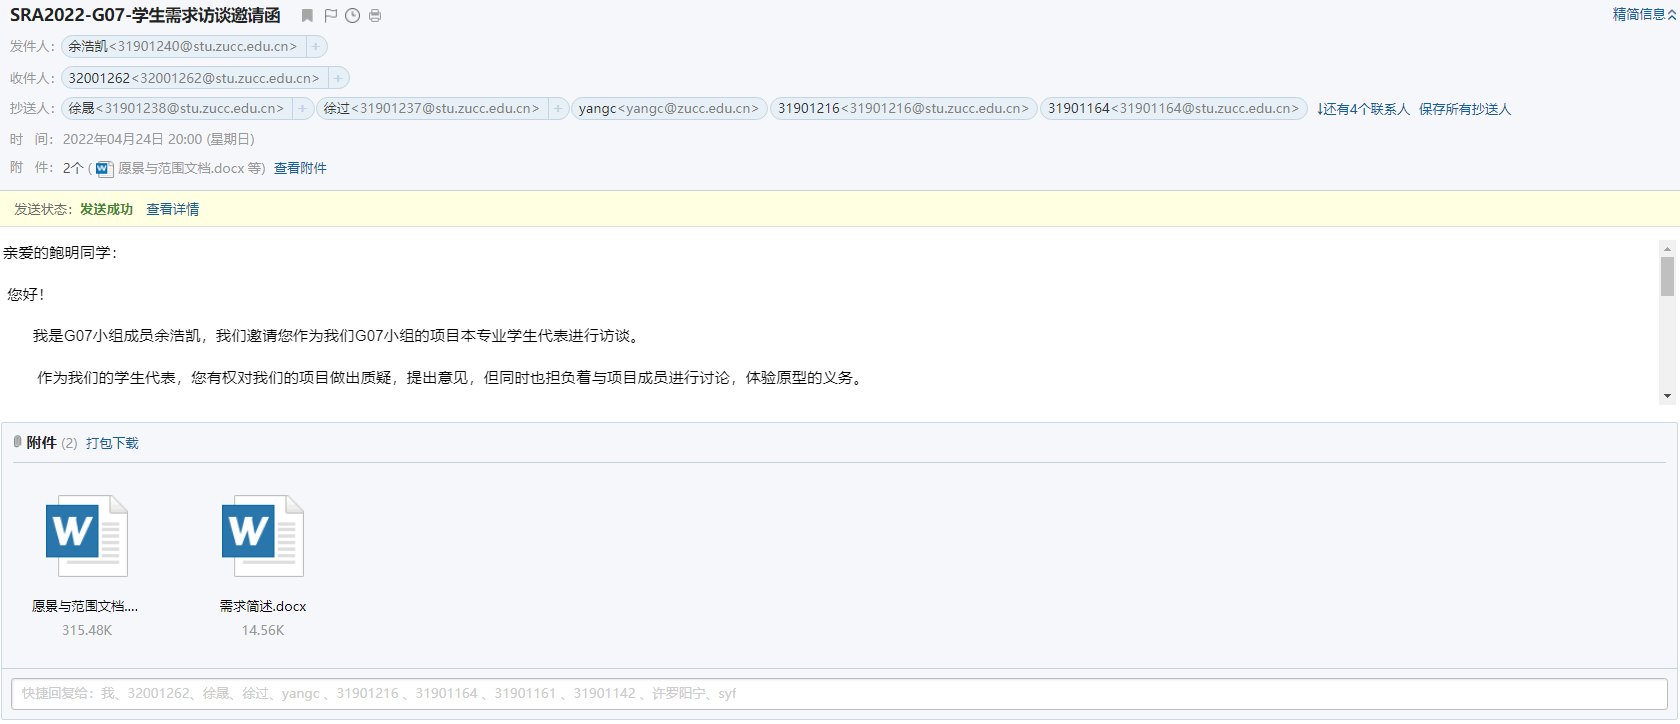 SRA2022-G07-学生需求访谈邀请函 精简信息
发件人： 余浩凯<31901240@stu.zucc.edu.cn> +
收件人： 32001262<32001262@stu.zucc.edu.cn> +
抄送人： 徐晟<31901238@stu.zucc.edu.cn> + 徐过<31901237@stu.zucc.edu.cn> + yangc<yangc@zucc.edu.cn> 31901216<31901216@stu.zucc.edu.cn> 31901164<31901164@stu.zucc.edu.cn> ↓还有4个联系人 保存所有抄送人
时 间： 2022年04月24日 20:00 (星期日)
附 件： 2个 ( 愿景与范围文档.docx 等) 查看附件
发送状态： 发送成功 查看详情
亲爱的鲍明同学：
您好！
我是G07小组成员余浩凯，我们邀请您作为我们G07小组的项目本专业学生代表进行访谈。
作为我们的学生代表，您有权对我们的项目做出质疑，提出意见，但同时也担负着与项目成员进行讨论，体验原型的义务。
附件 (2) 打包下载
W W
愿景与范围文档.... 需求简述.docx
315.48K 14.56K
快捷回复给：我、32001262、徐晟、徐过、yangc 、31901216 、31901164 、31901161 、31901142 、许罗阳宁、syf